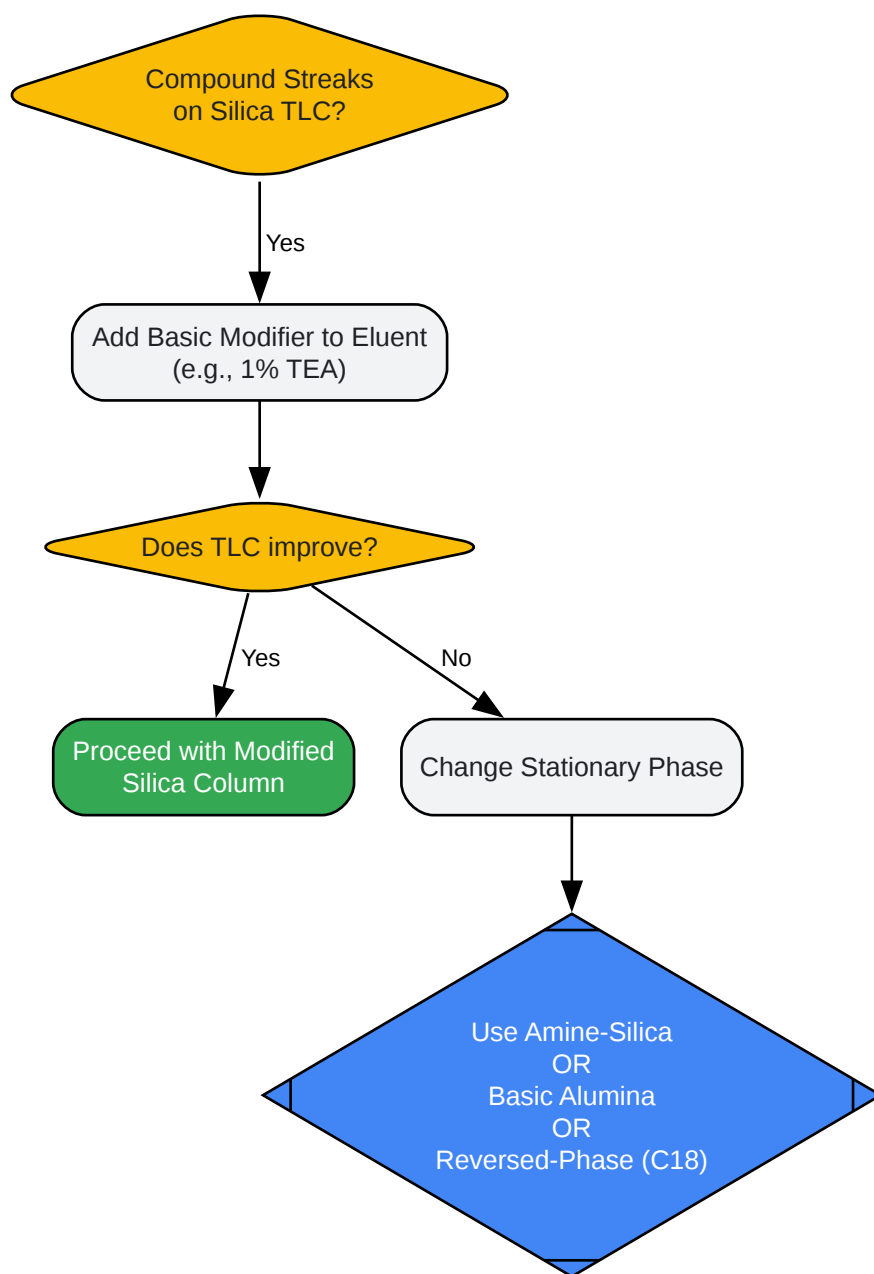 Compound Streaks
on Silica TLC?
Yes
Add Basic Modifier to Eluent
(e.g., 1% TEA)
Does TLC improve?
Yes
No
Proceed with Modified
Silica Column
Change Stationary Phase
Use Amine-Silica
OR
Basic Alumina
OR
Reversed-Phase (C18)